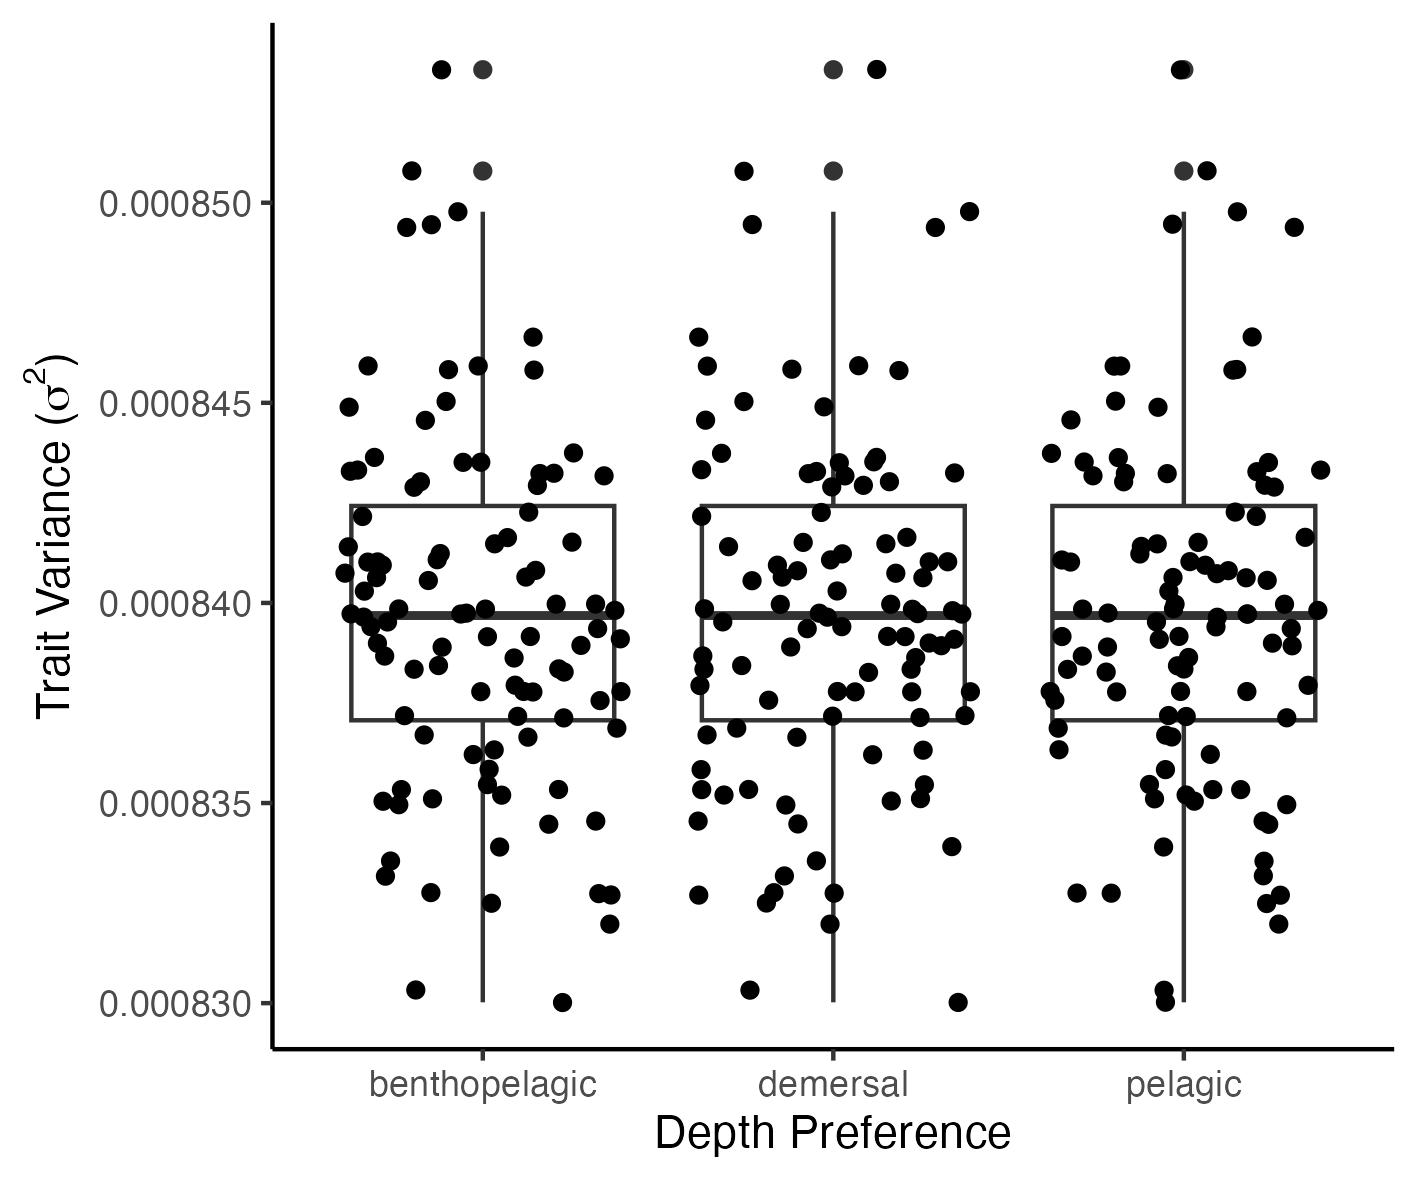 Trait Variance (σ²)
0.000850
0.000845
0.000840
0.000835
0.000830
benthopelagic
demersal
pelagic
Depth Preference